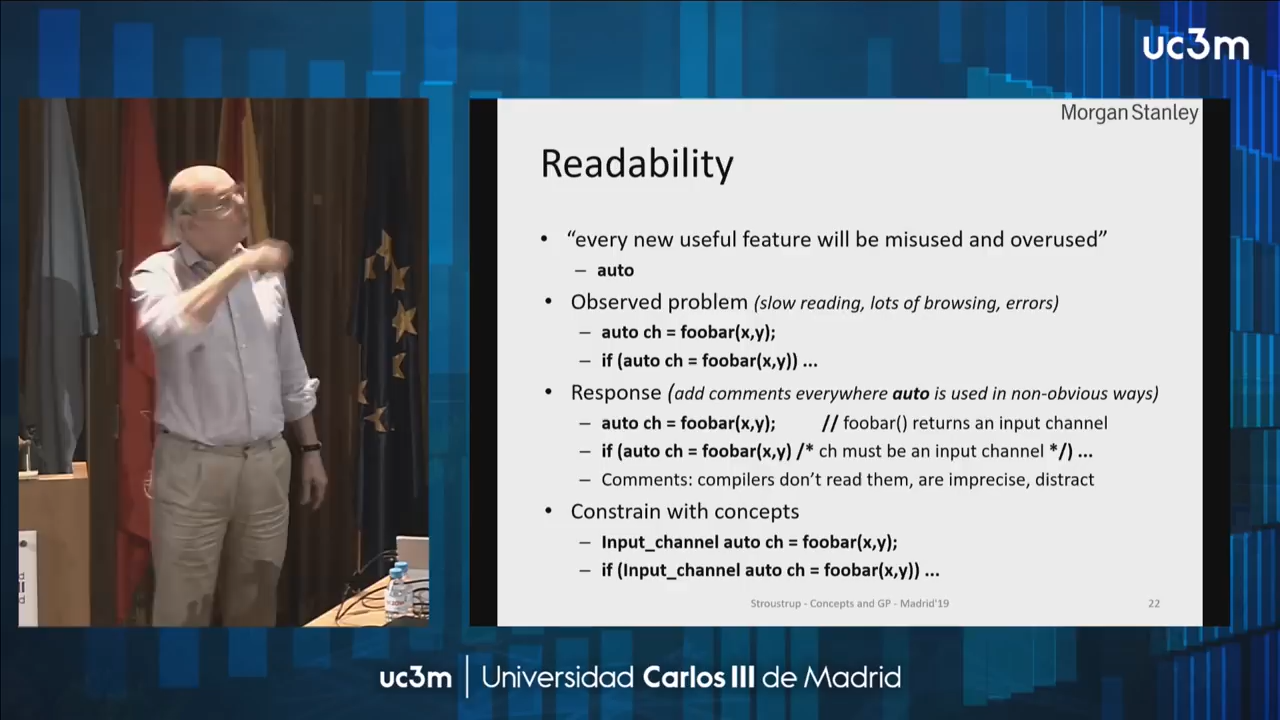 uc3m
Morgan Stanley
Readability
• “every new useful feature will be misused and overused”
– auto
• Observed problem (slow reading, lots of browsing, errors)
– auto ch = foobar(x,y);
– if (auto ch = foobar(x,y)) ...
• Response (add comments everywhere auto is used in non-obvious ways)
– auto ch = foobar(x,y); // foobar() returns an input channel
– if (auto ch = foobar(x,y) /* ch must be an input channel */) ...
– Comments: compilers don’t read them, are imprecise, distract
• Constrain with concepts
– Input_channel auto ch = foobar(x,y);
– if (Input_channel auto ch = foobar(x,y)) ...
Stroustrup - Concepts and GP - Madrid'19 22
uc3m | Universidad Carlos III de Madrid